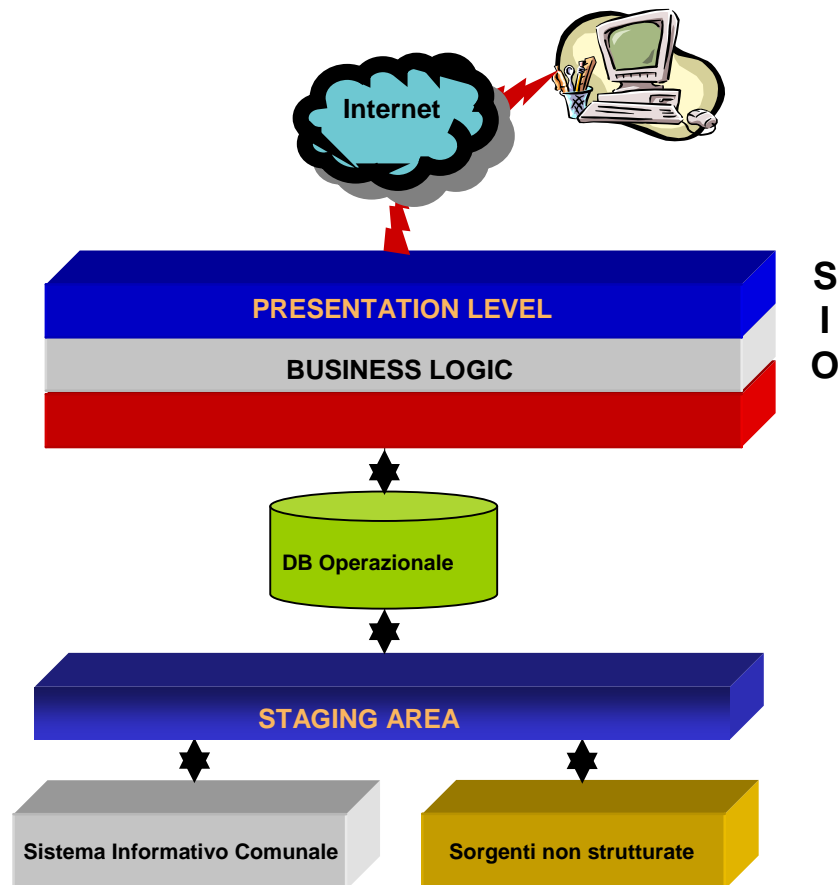 Internet
PRESENTATION LEVEL
BUSINESS LOGIC
S
I
O
DB Operazionale
STAGING AREA
Sistema Informativo Comunale
Sorgenti non strutturate